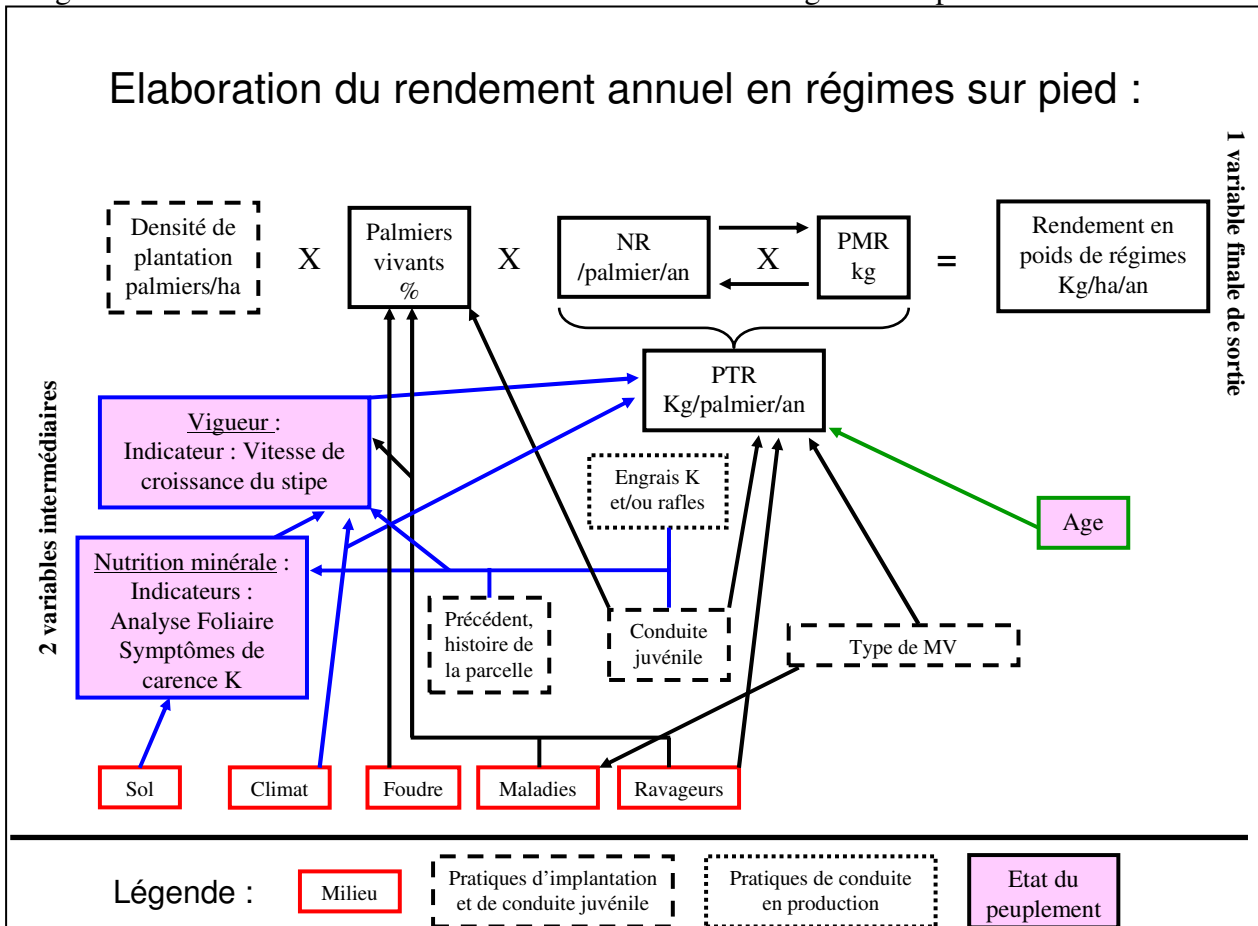 Elaboration du rendement annuel en régimes sur pied :
1 variable finale de sortie
Densité de
plantation
palmiers/ha
X
Palmiers
vivants
%
X
NR
/palmier/an
X
PMR
kg
=
Rendement en
poids de régimes
Kg/ha/an
PTR
Kg/palmier/an
2 variables intermédiaires
Vigueur :
Indicateur : Vitesse de
croissance du stipe
Engrais K
et/ou rafles
Age
Nutrition minérale :
Indicateurs :
Analyse Foliaire
Symptômes de
carence K
Précédent,
histoire de
la parcelle
Conduite
juvénile
Type de MV
Sol
Climat
Foudre
Maladies
Ravageurs
Légende :
Milieu
Pratiques d'implantation
et de conduite juvénile
Pratiques de conduite
en production
Etat du
peuplement